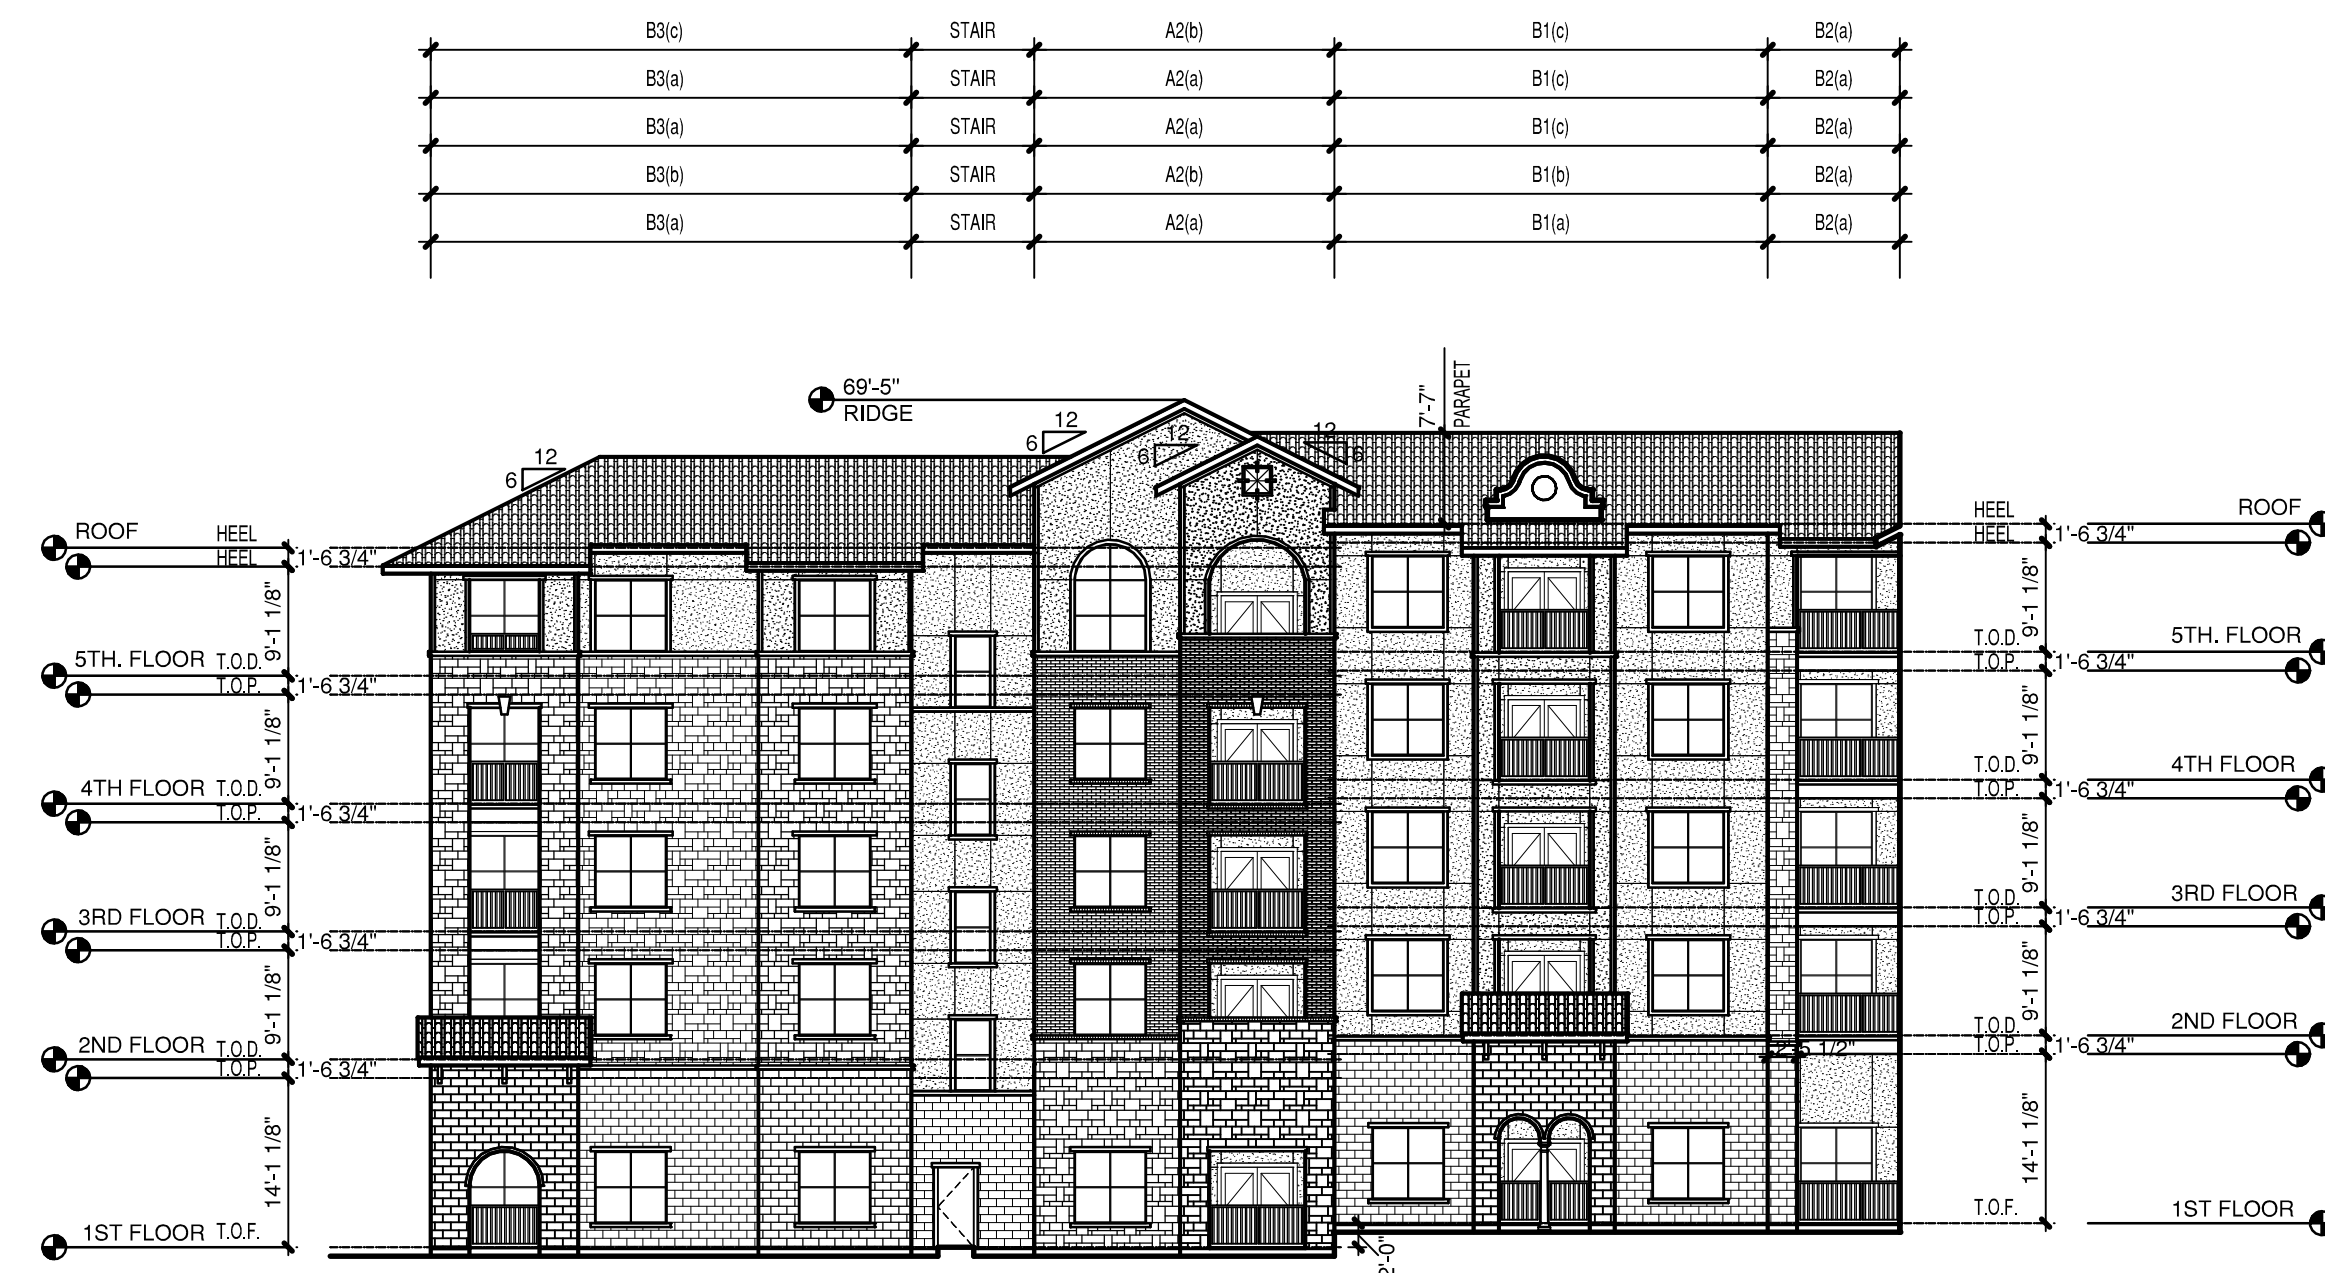 B3(c) STAIR A2(b) B1(c) B2(a)
B3(a) STAIR A2(a) B1(c) B2(a)
B3(a) STAIR A2(a) B1(c) B2(a)
B3(b) STAIR A2(b) B1(b) B2(a)
B3(a) STAIR A2(a) B1(a) B2(a)
69'-5"
RIDGE
7'-7"
PARAPET
12
6
12
6
12
6
12
6
ROOF HEEL
HEEL 1'-6 3/4"
9'-1 1/8"
5TH. FLOOR T.O.D.
T.O.P. 1'-6 3/4"
9'-1 1/8"
4TH FLOOR T.O.D.
T.O.P. 1'-6 3/4"
9'-1 1/8"
3RD FLOOR T.O.D.
T.O.P. 1'-6 3/4"
9'-1 1/8"
2ND FLOOR T.O.D.
T.O.P. 1'-6 3/4"
14'-1 1/8"
1ST FLOOR T.O.F.
HEEL ROOF
HEEL 1'-6 3/4"
9'-1 1/8"
T.O.D. 5TH. FLOOR
T.O.P. 1'-6 3/4"
9'-1 1/8"
T.O.D. 4TH FLOOR
T.O.P. 1'-6 3/4"
9'-1 1/8"
T.O.D. 3RD FLOOR
T.O.P. 1'-6 3/4"
9'-1 1/8"
T.O.D. 2ND FLOOR
T.O.P. 1'-6 3/4"
2'-5 1/2"
14'-1 1/8"
T.O.F. 1ST FLOOR
2'-0"